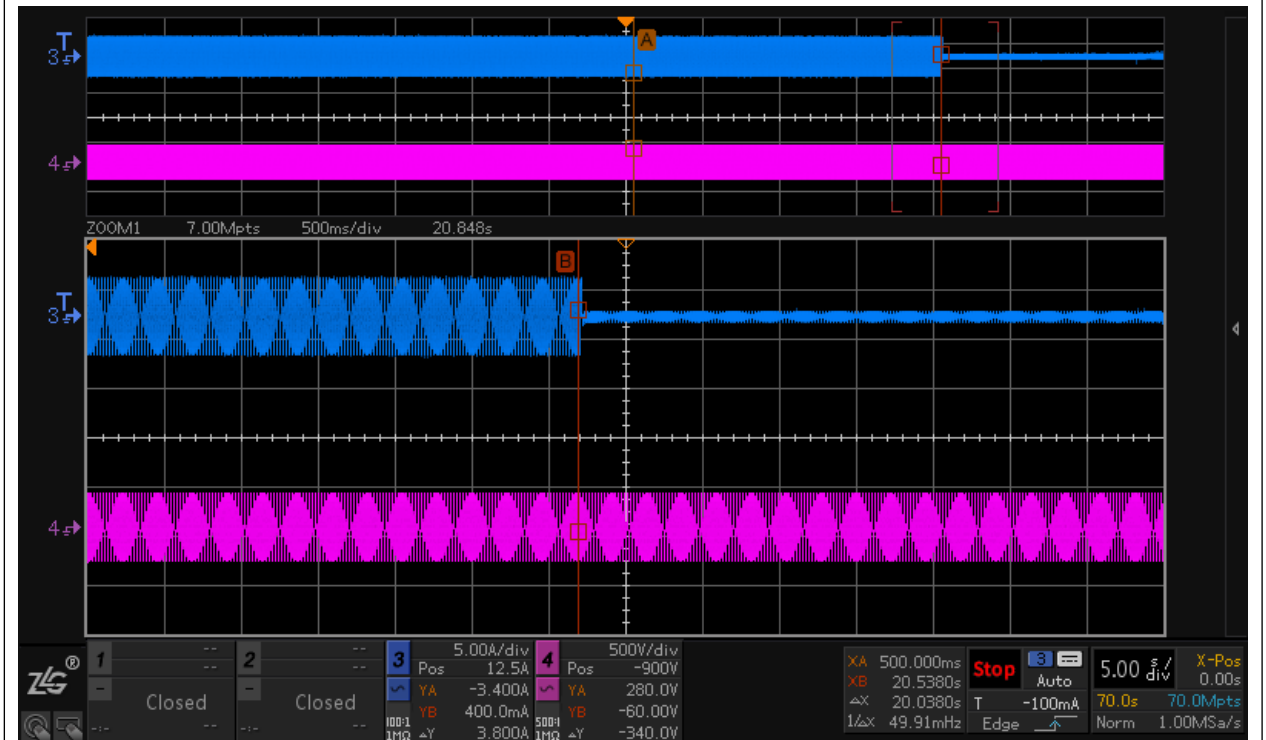 A
3
4
ZOOM1 7.00Mpts 500ms/div 20.848s
B
T
3
4
ZLG®
1 -- --
- Closed
-:-
2 -- --
- Closed
-:-
3 5.00A/div
Pos 12.5A
YA -3.400A
YB 400.0mA
100:1
1MΩ △Y 3.800A
4 500V/div
Pos -900V
YA 280.0V
YB -60.00V
500:1
1MΩ △Y -340.0V
XA 500.000ms
XB 20.5380s
△X 20.0380s
1/△X 49.91mHz
Stop 3 Auto
T -100mA
Edge
5.00 s/div
X-Pos 0.00s
70.0s 70.0Mpts
Norm 1.00MSa/s